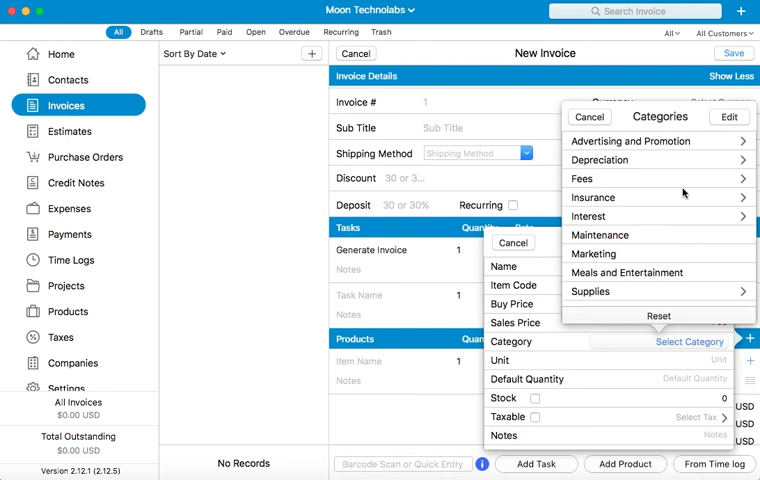 Moon Technolabs
Search Invoice
All Drafts Partial Paid Open Overdue Recurring Trash All All Customers
Home
Contacts
Invoices
Estimates
Purchase Orders
Credit Notes
Expenses
Payments
Time Logs
Projects
Products
Taxes
Companies
Settings
All Invoices
$0.00 USD
Total Outstanding
$0.00 USD
Version 2.12.1 (2.12.5)
Sort By Date
No Records
Cancel New Invoice Save
Invoice Details Show Less
Invoice # 1
Sub Title Sub Title
Shipping Method Shipping Method
Discount 30 or 3...
Deposit 30 or 30% Recurring
Tasks
Generate Invoice 1
Notes
Task Name 1
Notes
Products
Item Name 1
Notes
USD
USD
USD
Barcode Scan or Quick Entry Add Task Add Product From Time log
Cancel
Name
Item Code
Buy Price
Sales Price
Category Select Category
Unit Unit
Default Quantity Default Quantity
Stock 0
Taxable Select Tax
Notes Notes
Cancel Categories Edit
Advertising and Promotion
Depreciation
Fees
Insurance
Interest
Maintenance
Marketing
Meals and Entertainment
Supplies
Reset